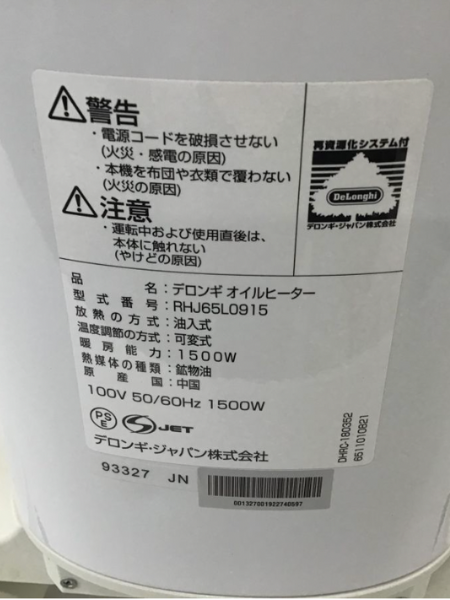 警告
・電源コードを破損させない
(火災・感電の原因)
・本機を布団や衣類で覆わない
(火災の原因)
注意
・運転中および使用直後は、
本体に触れない
(やけどの原因)
再資源化システム付
DeLonghi
デロンギ・ジャパン株式会社
品名：デロンギ オイルヒーター
型式番号：RHJ65L0915
放熱の方式：油入式
温度調節の方式：可変式
暖房能力：1500W
熱媒体の種類：鉱物油
原産国：中国
100V 50/60Hz 1500W
PSE
JET
デロンギ・ジャパン株式会社
DHRC-180352
6511010821
93327 JN
001327001922740597